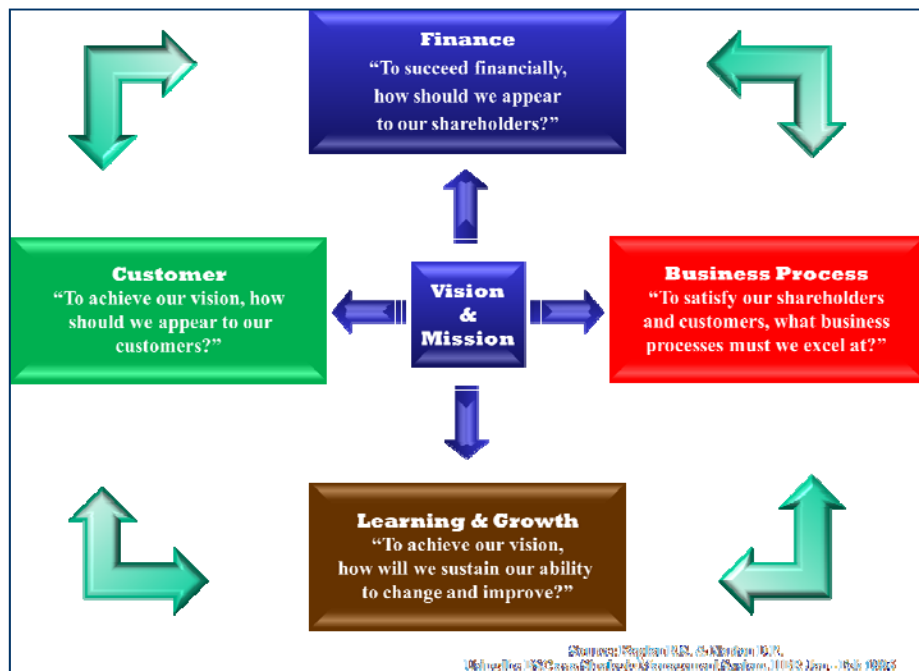 Finance
“To succeed financially,
how should we appear
to our shareholders?”
Customer
“To achieve our vision, how
should we appear to our
customers?”
Vision
&
Mission
Business Process
“To satisfy our shareholders
and customers, what business
processes must we excel at?”
Learning & Growth
“To achieve our vision,
how will we sustain our ability
to change and improve?”